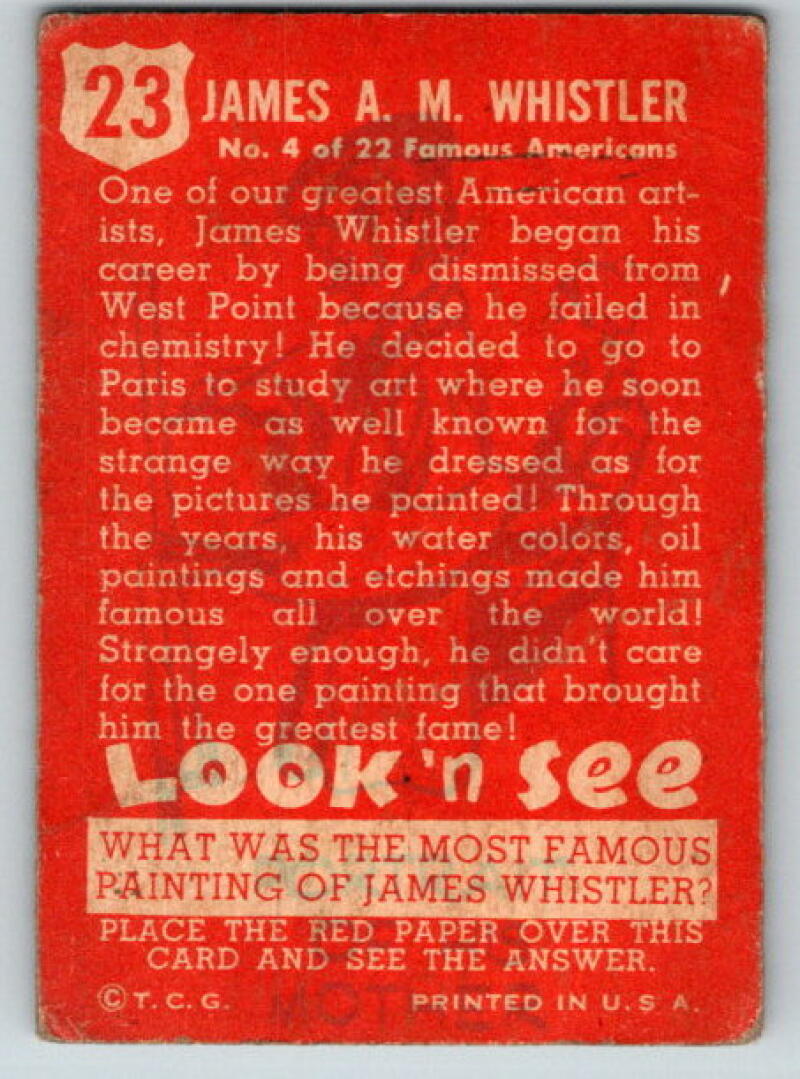 23
JAMES A. M. WHISTLER
No. 4 of 22 Famous Americans
One of our greatest American art-
ists, James Whistler began his
career by being dismissed from
West Point because he failed in
chemistry! He decided to go to
Paris to study art where he soon
became as well known for the
strange way he dressed as for
the pictures he painted! Through
the years, his water colors, oil
paintings and etchings made him
famous all over the world!
Strangely enough, he didn't care
for the one painting that brought
him the greatest fame!
LOOK 'n See
WHAT WAS THE MOST FAMOUS
PAINTING OF JAMES WHISTLER?
PLACE THE RED PAPER OVER THIS
CARD AND SEE THE ANSWER.
© T. C. G. PRINTED IN U. S. A.
MOTHER